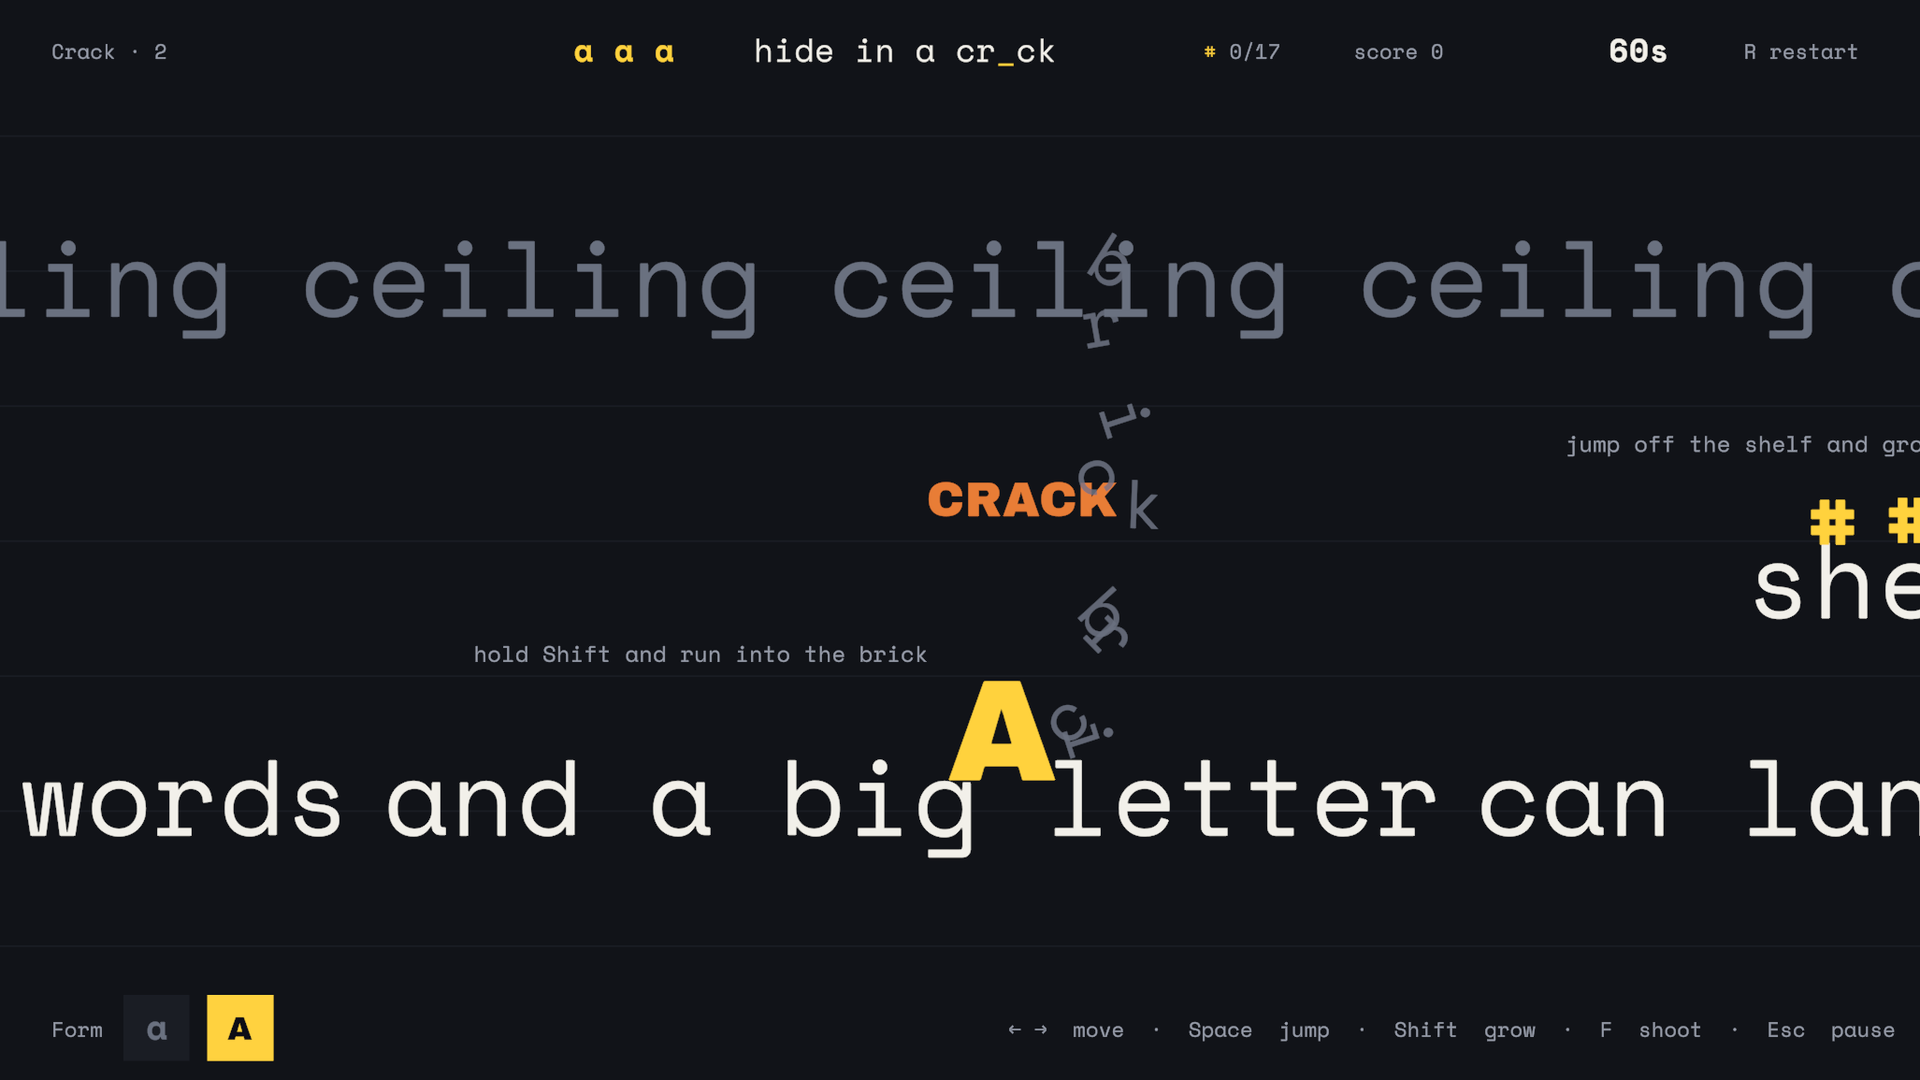 Crack · 2
a a a
hide in a cr_ck
# 0/17
score 0
60s
R restart
ling ceiling ceiling ceiling c
jump off the shelf and gro
CRACK
# #
she
hold Shift and run into the brick
A
words and a big letter can lan
Form a A
← → move · Space jump · Shift grow · F shoot · Esc pause